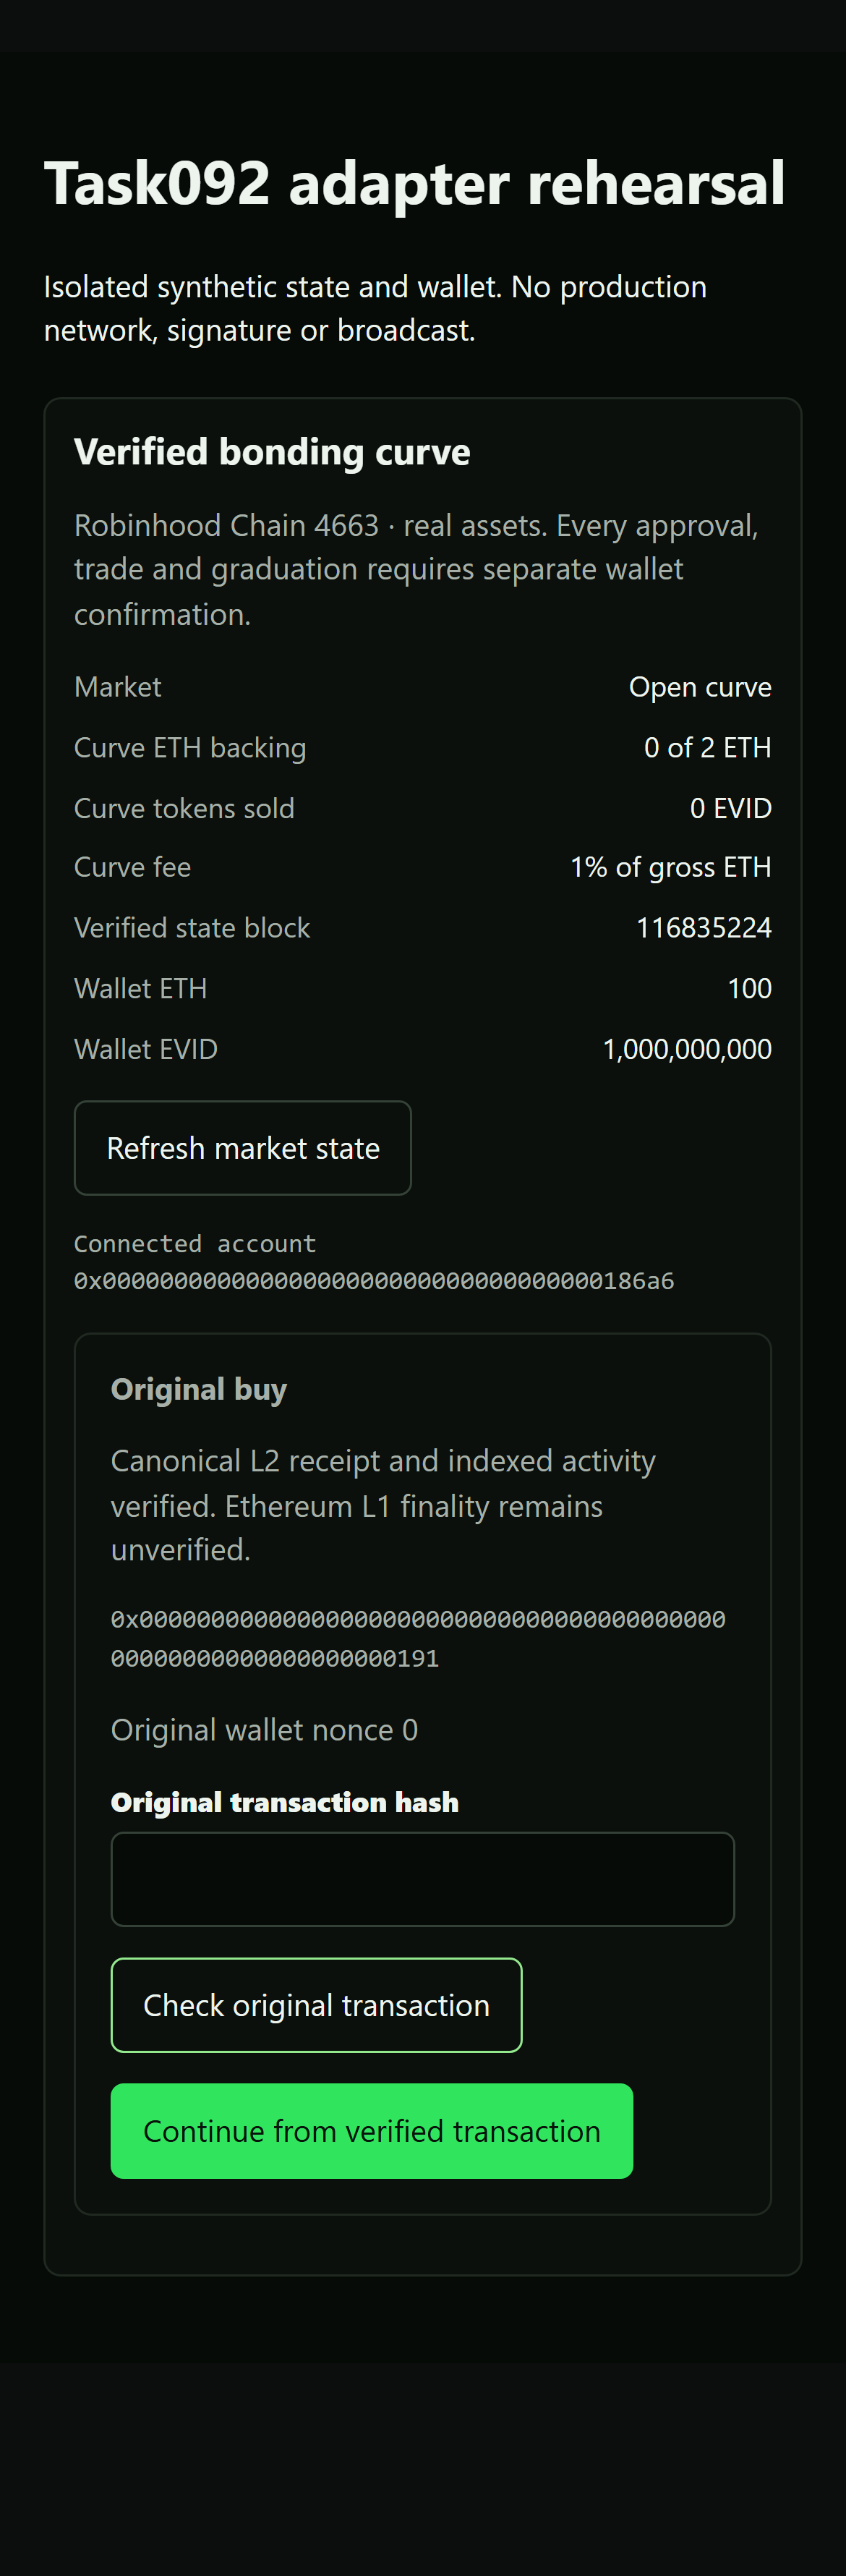 Task092 adapter rehearsal
Isolated synthetic state and wallet. No production
network, signature or broadcast.
Verified bonding curve
Robinhood Chain 4663 · real assets. Every approval,
trade and graduation requires separate wallet
confirmation.
Market Open curve
Curve ETH backing 0 of 2 ETH
Curve tokens sold 0 EVID
Curve fee 1% of gross ETH
Verified state block 116835224
Wallet ETH 100
Wallet EVID 1,000,000,000
Refresh market state
Connected account
0x00000000000000000000000000000000000186a6
Original buy
Canonical L2 receipt and indexed activity
verified. Ethereum L1 finality remains
unverified.
0x00000000000000000000000000000000000000000
00000000000000000000191
Original wallet nonce 0
Original transaction hash
Check original transaction
Continue from verified transaction